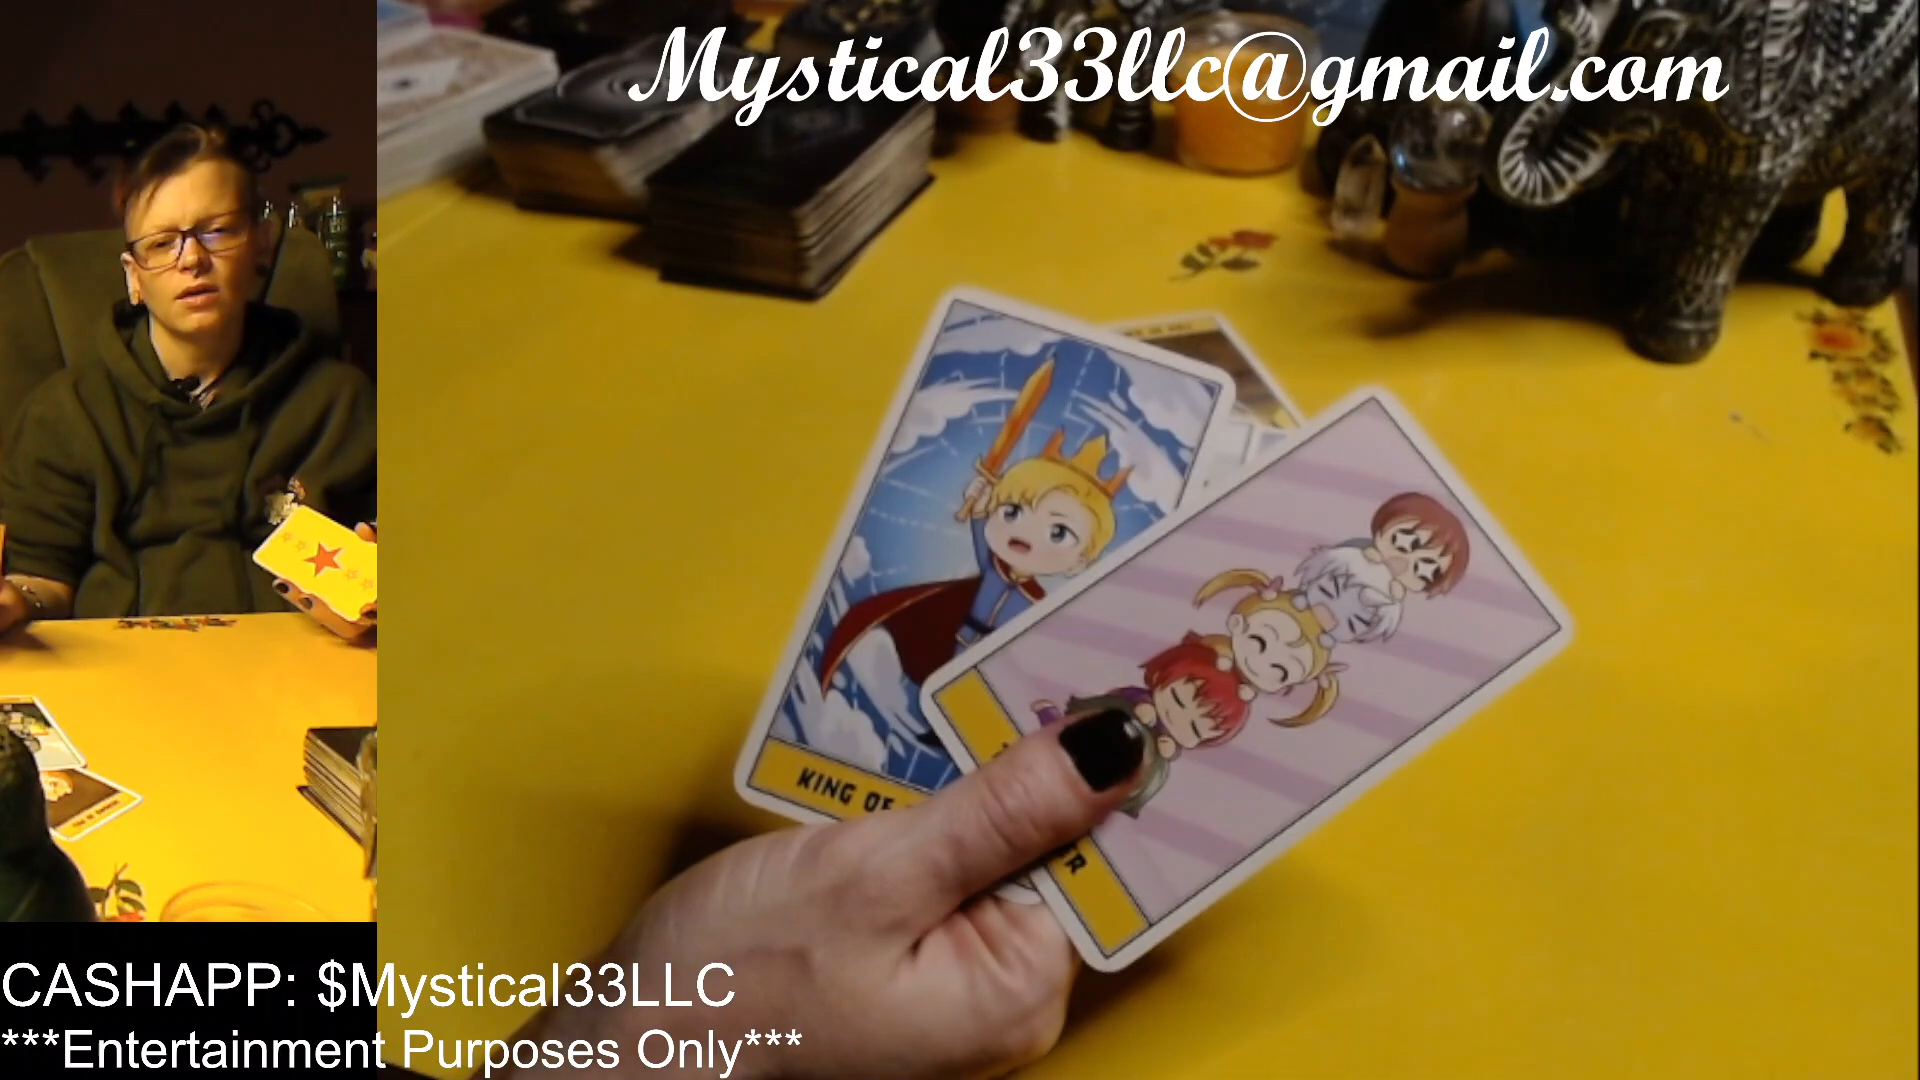 Mystical33llc@gmail.com
KING OF
CASHAPP: $Mystical33LLC
***Entertainment Purposes Only***